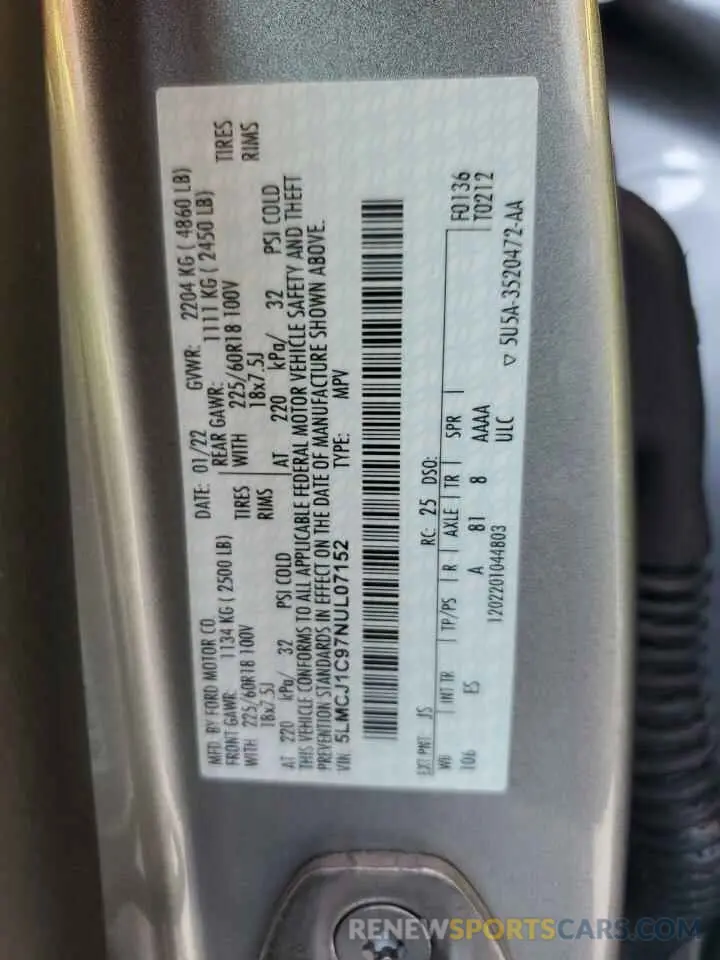 MFD. BY FORD MOTOR CO.
DATE: 01/22 GVWR: 2204 KG ( 4860 LB)
FRONT GAWR: 1134 KG ( 2500 LB) REAR GAWR: 1111 KG ( 2450 LB)
WITH 225/60R18 100V TIRES WITH 225/60R18 100V TIRES
18x7.5J RIMS 18x7.5J RIMS
AT 220 kPa/ 32 PSI COLD AT 220 kPa/ 32 PSI COLD
THIS VEHICLE CONFORMS TO ALL APPLICABLE FEDERAL MOTOR VEHICLE SAFETY AND THEFT
PREVENTION STANDARDS IN EFFECT ON THE DATE OF MANUFACTURE SHOWN ABOVE.
VIN: 5LMCJ1C97NUL07152 TYPE: MPV
EXT PNT: JS RC: 25 DSO: F0136
WB INT TR TP/PS R AXLE TR SPR T0212
106 E5 A 81 8 AAAA
ULC
1202201044803 ▽ 5U5A-3520472-AA
RENEWSPORTSCARS.COM